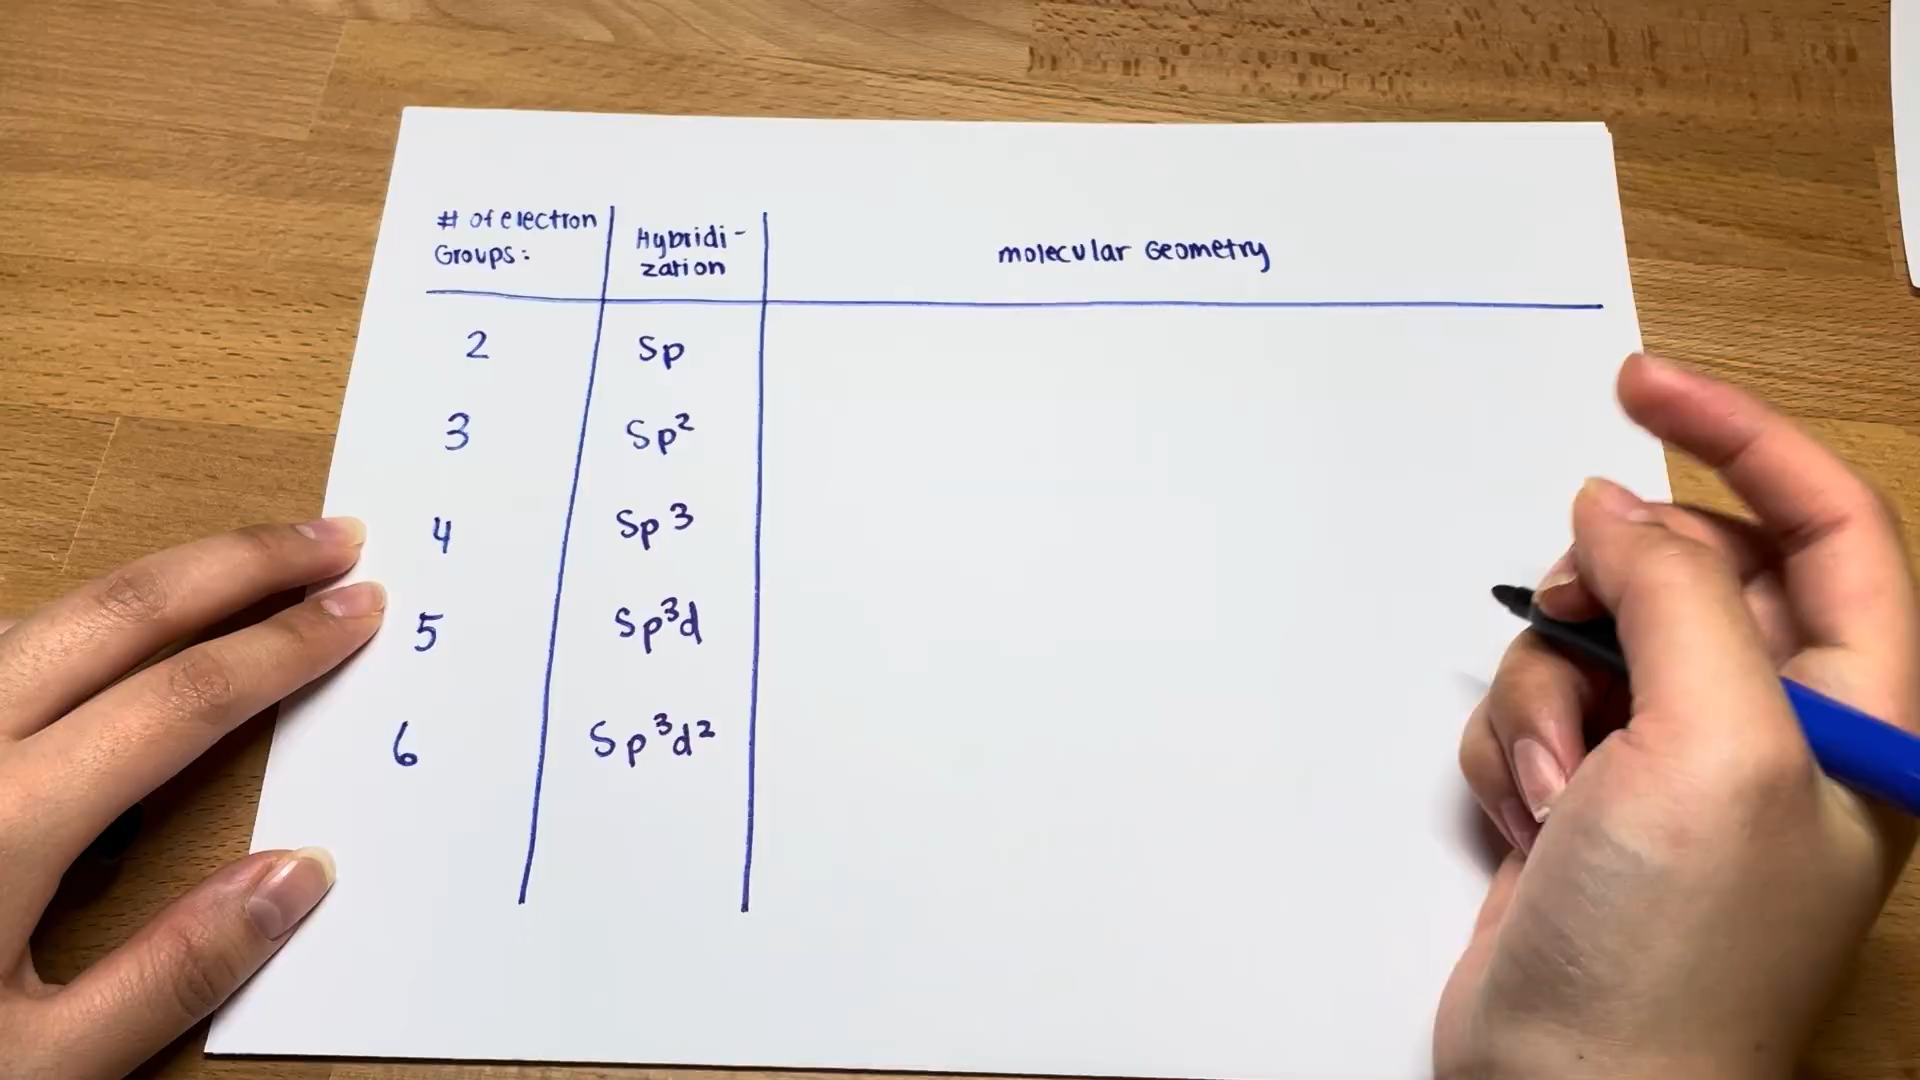 # of electron
Groups:
Hybridi-
zation
molecular Geometry
2 Sp
3 Sp²
4 Sp³
5 Sp³d
6 Sp³d²